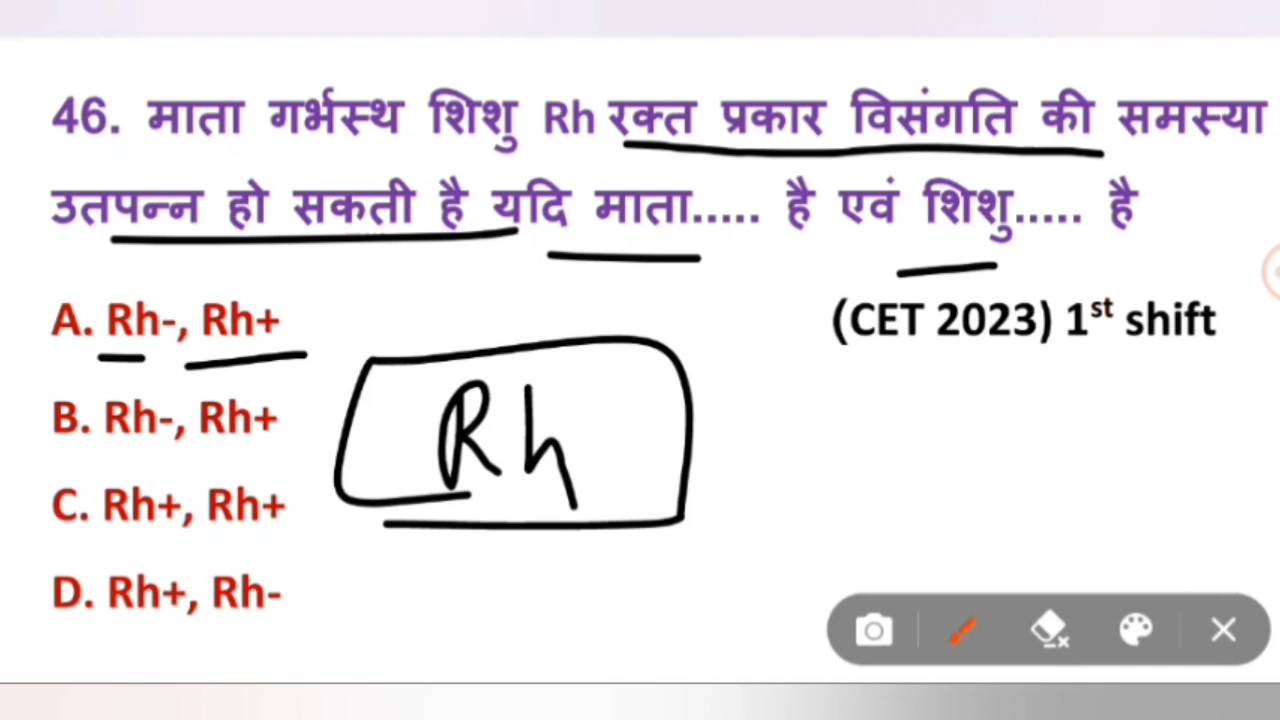 46. माता गर्भस्थ शिशु Rh रक्त प्रकार विसंगति की समस्या
उतपन्न हो सकती है यदि माता..... है एवं शिशु..... है
A. Rh-, Rh+
(CET 2023) 1st shift
B. Rh-, Rh+
Rh
C. Rh+, Rh+
D. Rh+, Rh-